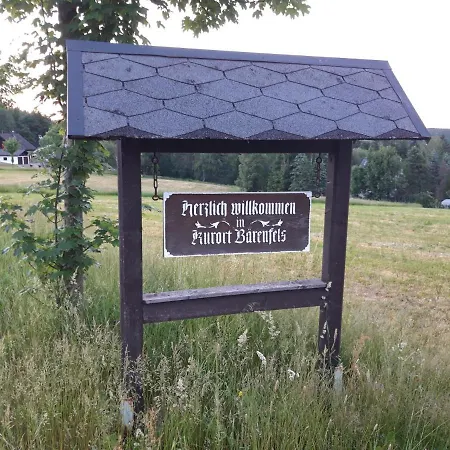 Herzlich willkommen
in
Kurort Bärenfels